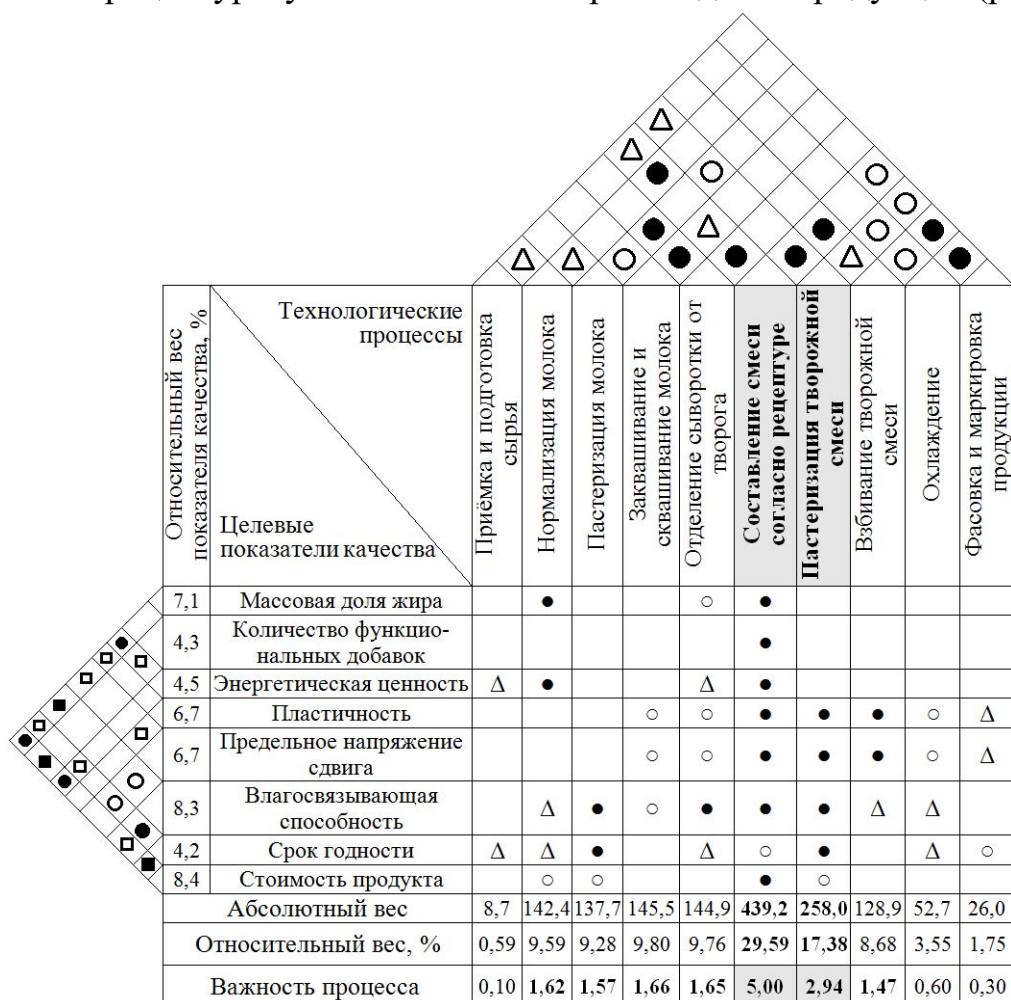 Относительный вес
показателя качества, %
Технологические
процессы
Целевые
показатели качества
Приёмка и подготовка
сырья
Нормализация молока
Пастеризация молока
Заквашивание и
сквашивание молока
Отделение сыворотки от
творога
Составление смеси
согласно рецептуре
Пастеризация творожной
смеси
Взбивание творожной
смеси
Охлаждение
Фасовка и маркировка
продукции
7,1 Массовая доля жира ● ○ ●
4,3 Количество функцио-
нальных добавок ●
4,5 Энергетическая ценность Δ ● Δ ●
6,7 Пластичность ○ ○ ● ● ● ○ Δ
6,7 Предельное напряжение
сдвига ○ ○ ● ● ● ○ Δ
8,3 Влагосвязывающая
способность Δ ● ○ ● ● ● Δ Δ
4,2 Срок годности Δ Δ ● Δ ○ ● Δ ○
8,4 Стоимость продукта ○ ○ ● ○
Абсолютный вес 8,7 142,4 137,7 145,5 144,9 439,2 258,0 128,9 52,7 26,0
Относительный вес, % 0,59 9,59 9,28 9,80 9,76 29,59 17,38 8,68 3,55 1,75
Важность процесса 0,10 1,62 1,57 1,66 1,65 5,00 2,94 1,47 0,60 0,30